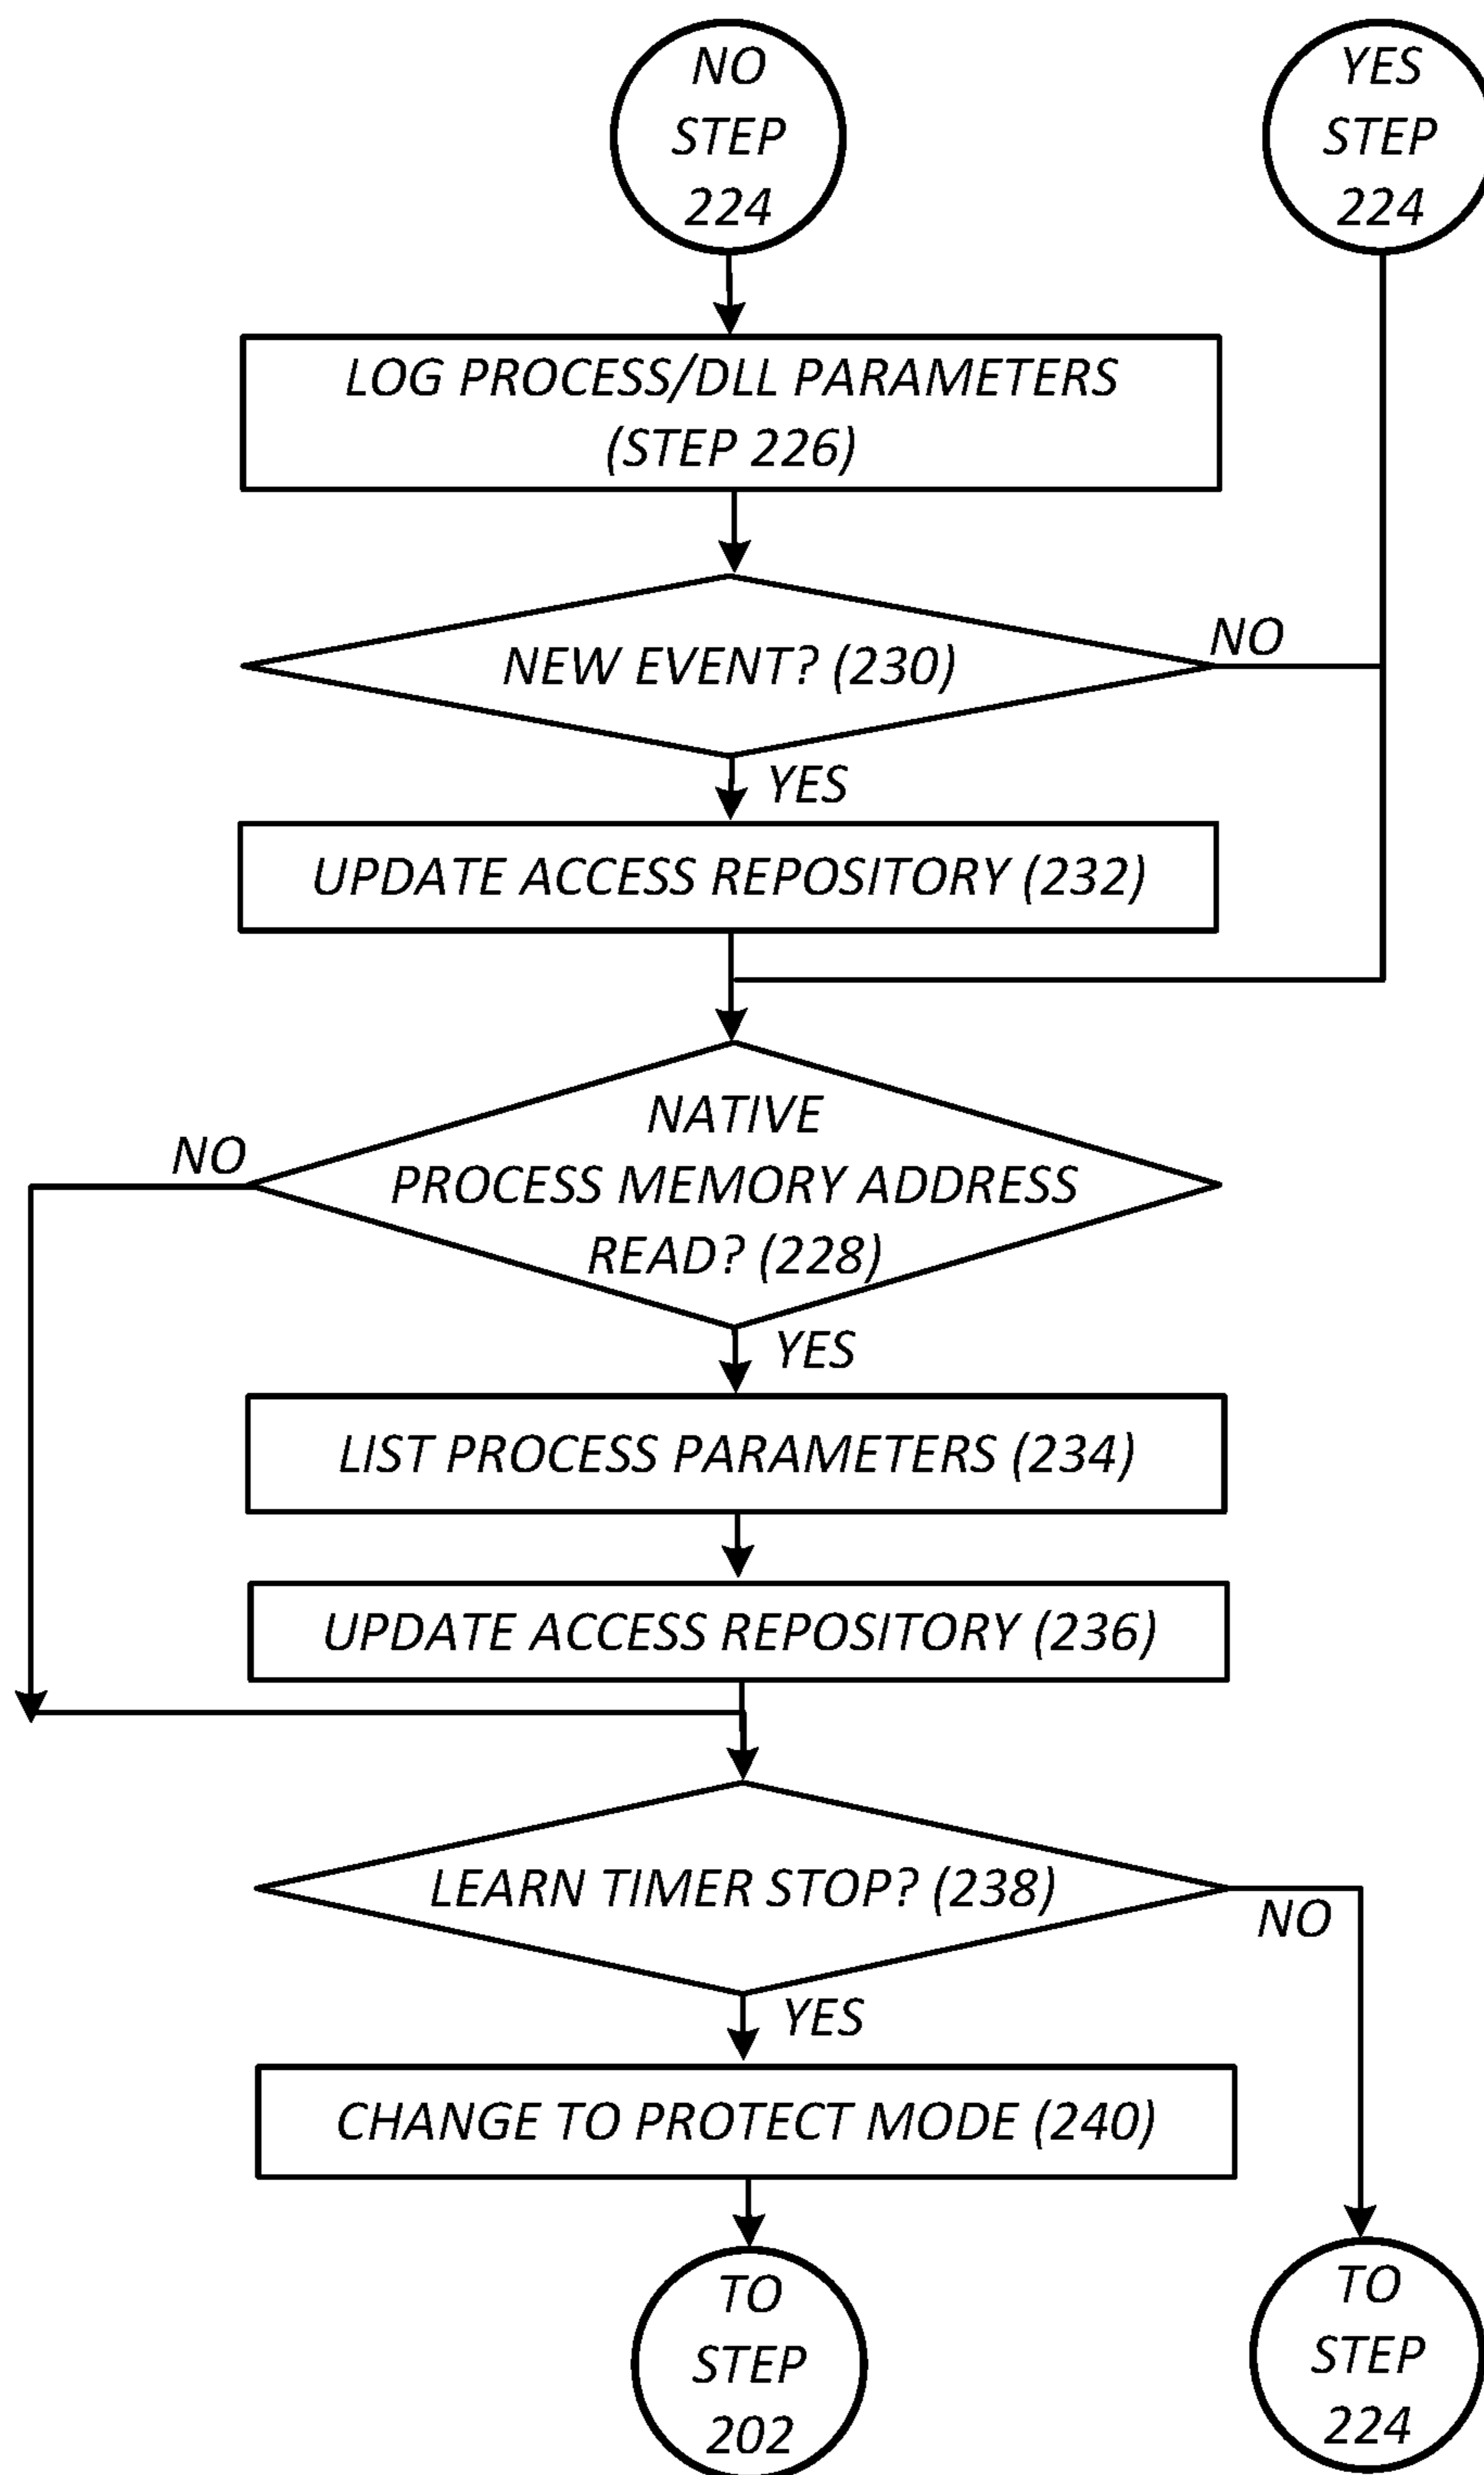 NO
STEP
224
YES
STEP
224
LOG PROCESS/DLL PARAMETERS
(STEP 226)
NEW EVENT? (230)
NO
YES
UPDATE ACCESS REPOSITORY (232)
NATIVE
PROCESS MEMORY ADDRESS
READ? (228)
NO
YES
LIST PROCESS PARAMETERS (234)
UPDATE ACCESS REPOSITORY (236)
LEARN TIMER STOP? (238)
NO
YES
CHANGE TO PROTECT MODE (240)
TO
STEP
202
TO
STEP
224